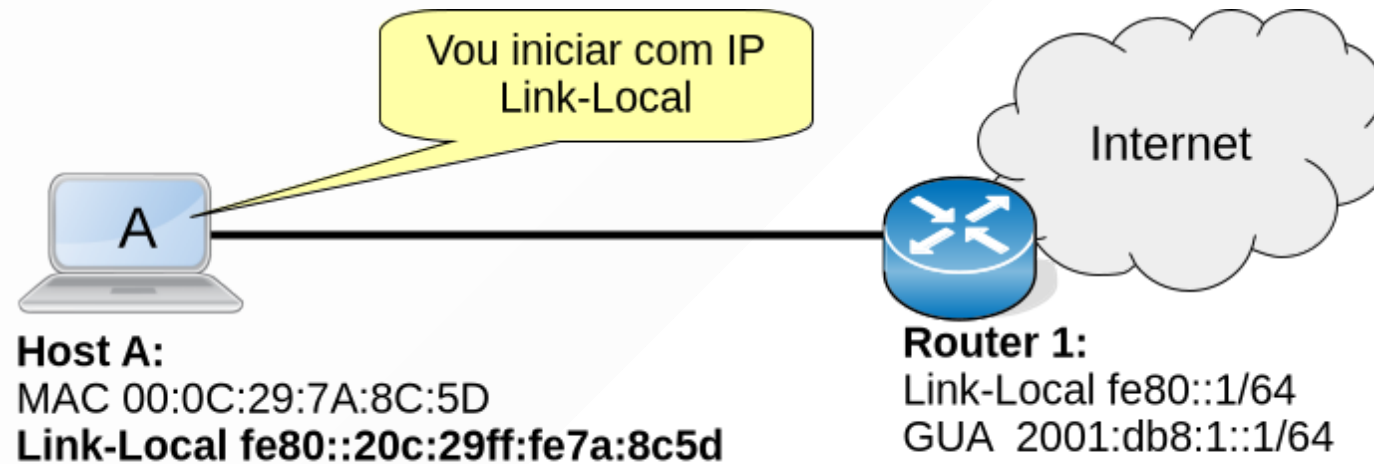 Vou iniciar com IP
Link-Local
Internet
A
Host A:
MAC 00:0C:29:7A:8C:5D
Link-Local fe80::20c:29ff:fe7a:8c5d
Router 1:
Link-Local fe80::1/64
GUA 2001:db8:1::1/64